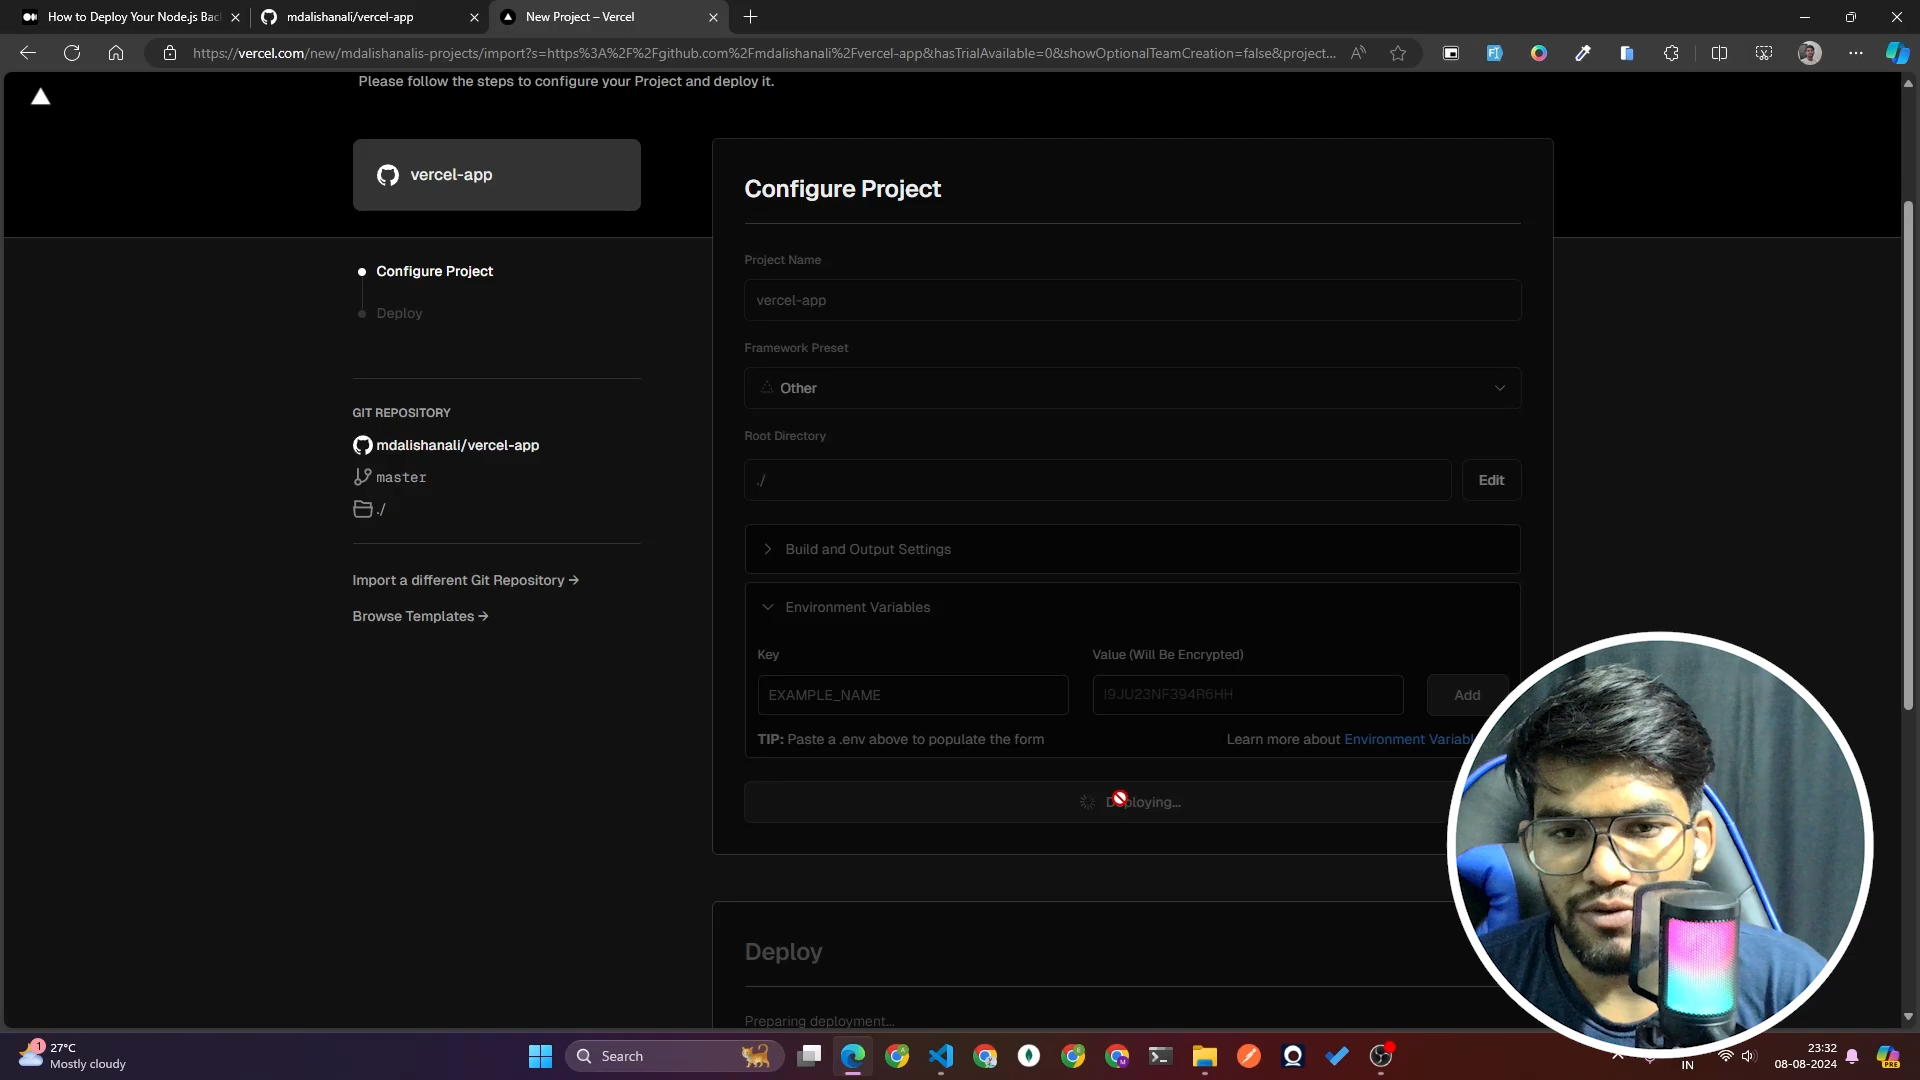 How to Deploy Your Node.js Bac
mdalishanali/vercel-app
New Project – Vercel
https://vercel.com/new/mdalishanalis-projects/import?s=https%3A%2F%2Fgithub.com%2Fmdalishanali%2Fvercel-app&hasTrialAvailable=0&showOptionalTeamCreation=false&project...
Please follow the steps to configure your Project and deploy it.
vercel-app
Configure Project
Deploy
GIT REPOSITORY
mdalishanali/vercel-app
master
./
Import a different Git Repository →
Browse Templates →
Configure Project
Project Name
vercel-app
Framework Preset
Other
Root Directory
./
Edit
Build and Output Settings
Environment Variables
Key
Value (Will Be Encrypted)
EXAMPLE_NAME
I9JU23NF394R6HH
Add
TIP: Paste a .env above to populate the form
Learn more about Environment Variabl
Deploying...
Deploy
Preparing deployment...
1
27°C
Mostly cloudy
Search
IN
23:32
08-08-2024
PRE